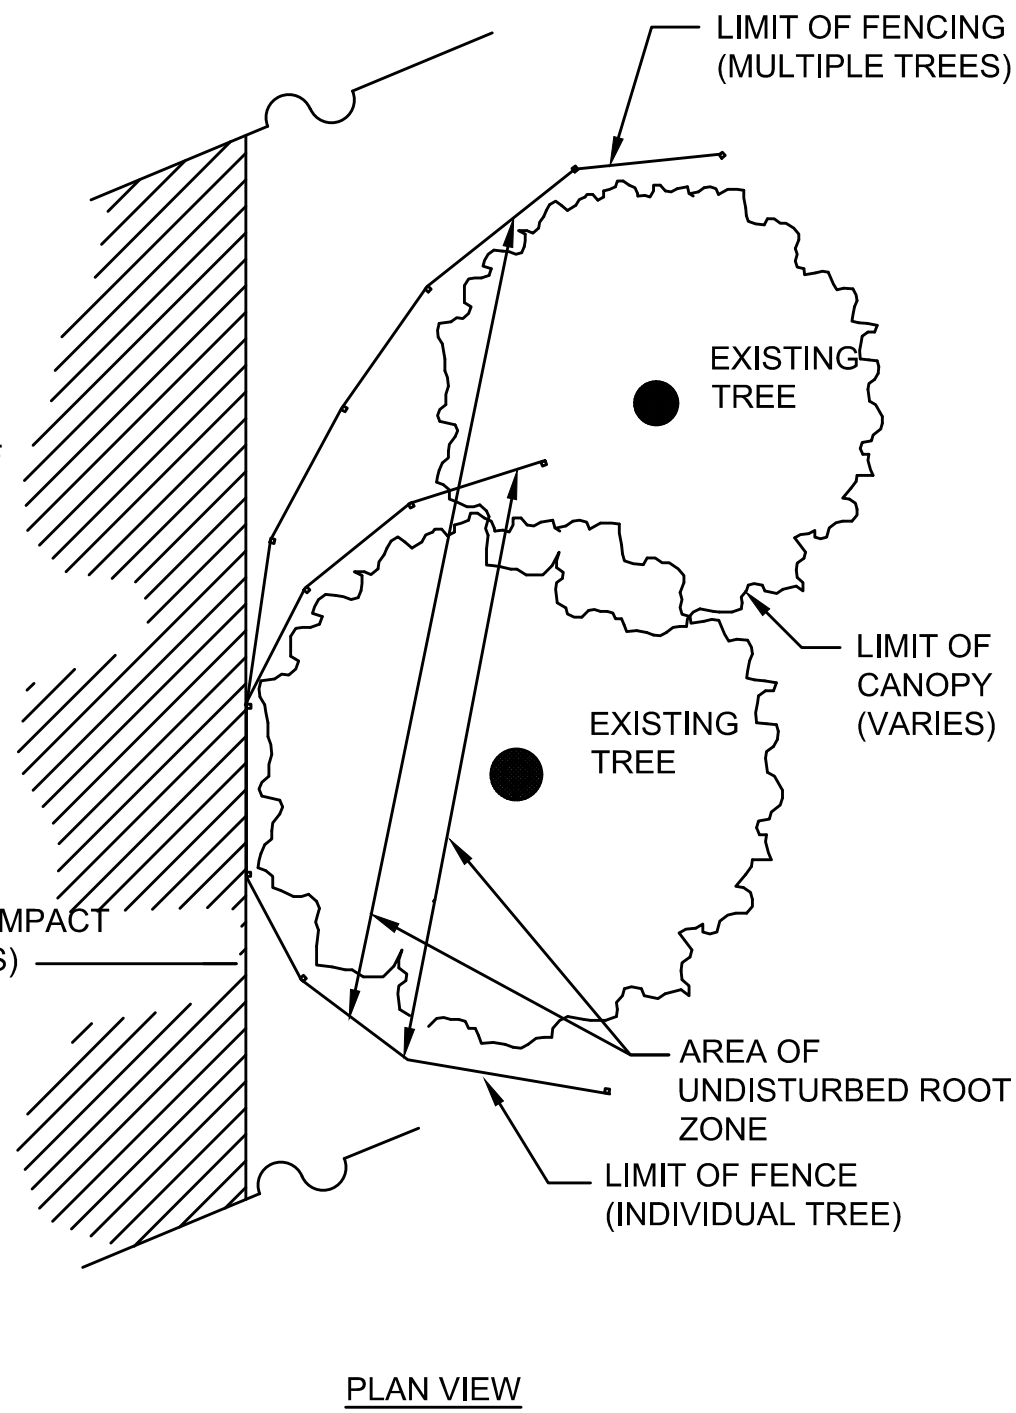 LIMIT OF FENCING
(MULTIPLE TREES)
EXISTING
TREE
LIMIT OF
CANOPY
(VARIES)
EXISTING
TREE
MPACT
S)
AREA OF
UNDISTURBED ROOT
ZONE
LIMIT OF FENCE
(INDIVIDUAL TREE)
PLAN VIEW